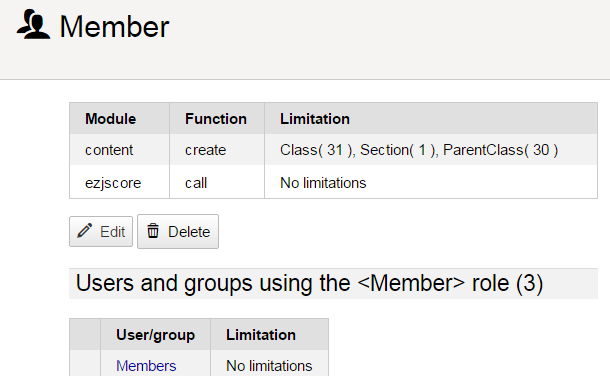 Member
Module Function Limitation
content create Class( 31 ), Section( 1 ), ParentClass( 30 )
ezjscore call No limitations
Edit Delete
Users and groups using the <Member> role (3)
User/group Limitation
Members No limitations